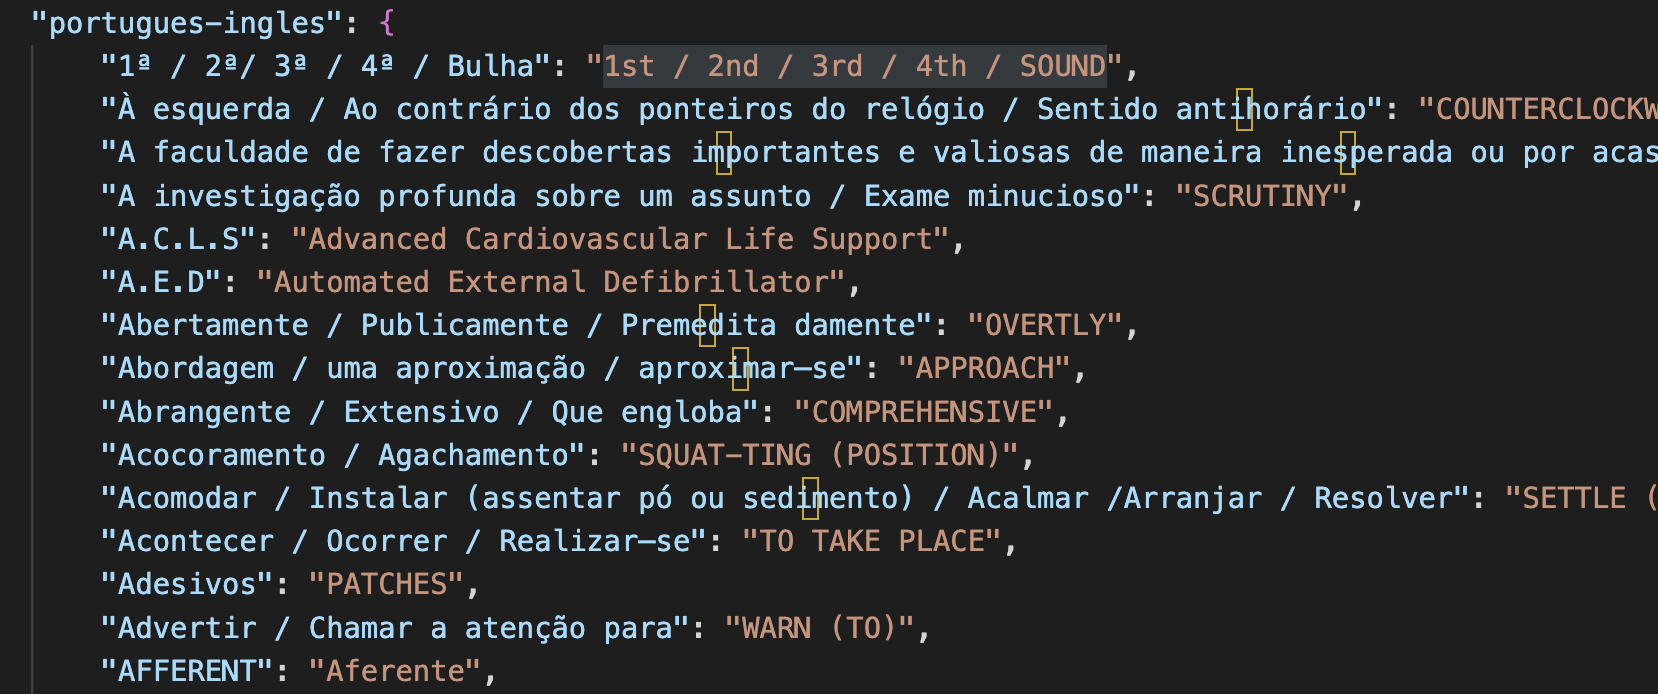 "portugues-ingles": {
"1ª / 2ª/ 3ª / 4ª / Bulha": "1st / 2nd / 3rd / 4th / SOUND",
"À esquerda / Ao contrário dos ponteiros do relógio / Sentido antihorário": "COUNTERCLOCKW
"A faculdade de fazer descobertas importantes e valiosas de maneira inesperada ou por acas
"A investigação profunda sobre um assunto / Exame minucioso": "SCRUTINY",
"A.C.L.S": "Advanced Cardiovascular Life Support",
"A.E.D": "Automated External Defibrillator",
"Abertamente / Publicamente / Premedita damente": "OVERTLY",
"Abordagem / uma aproximação / aproximar–se": "APPROACH",
"Abrangente / Extensivo / Que engloba": "COMPREHENSIVE",
"Acocoramento / Agachamento": "SQUAT–TING (POSITION)",
"Acomodar / Instalar (assentar pó ou sedimento) / Acalmar /Arranjar / Resolver": "SETTLE (
"Acontecer / Ocorrer / Realizar–se": "TO TAKE PLACE",
"Adesivos": "PATCHES",
"Advertir / Chamar a atenção para": "WARN (TO)",
"AFFERENT": "Aferente",